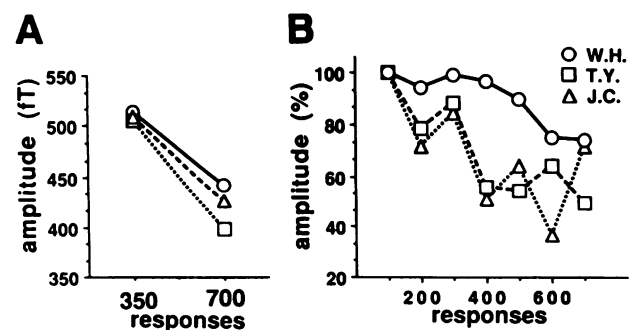 A
amplitude (fT)
550
500
450
400
350
350 700
responses
B
W.H.
T.Y.
J.C.
amplitude (%)
100
80
60
40
20
200 400 600
responses